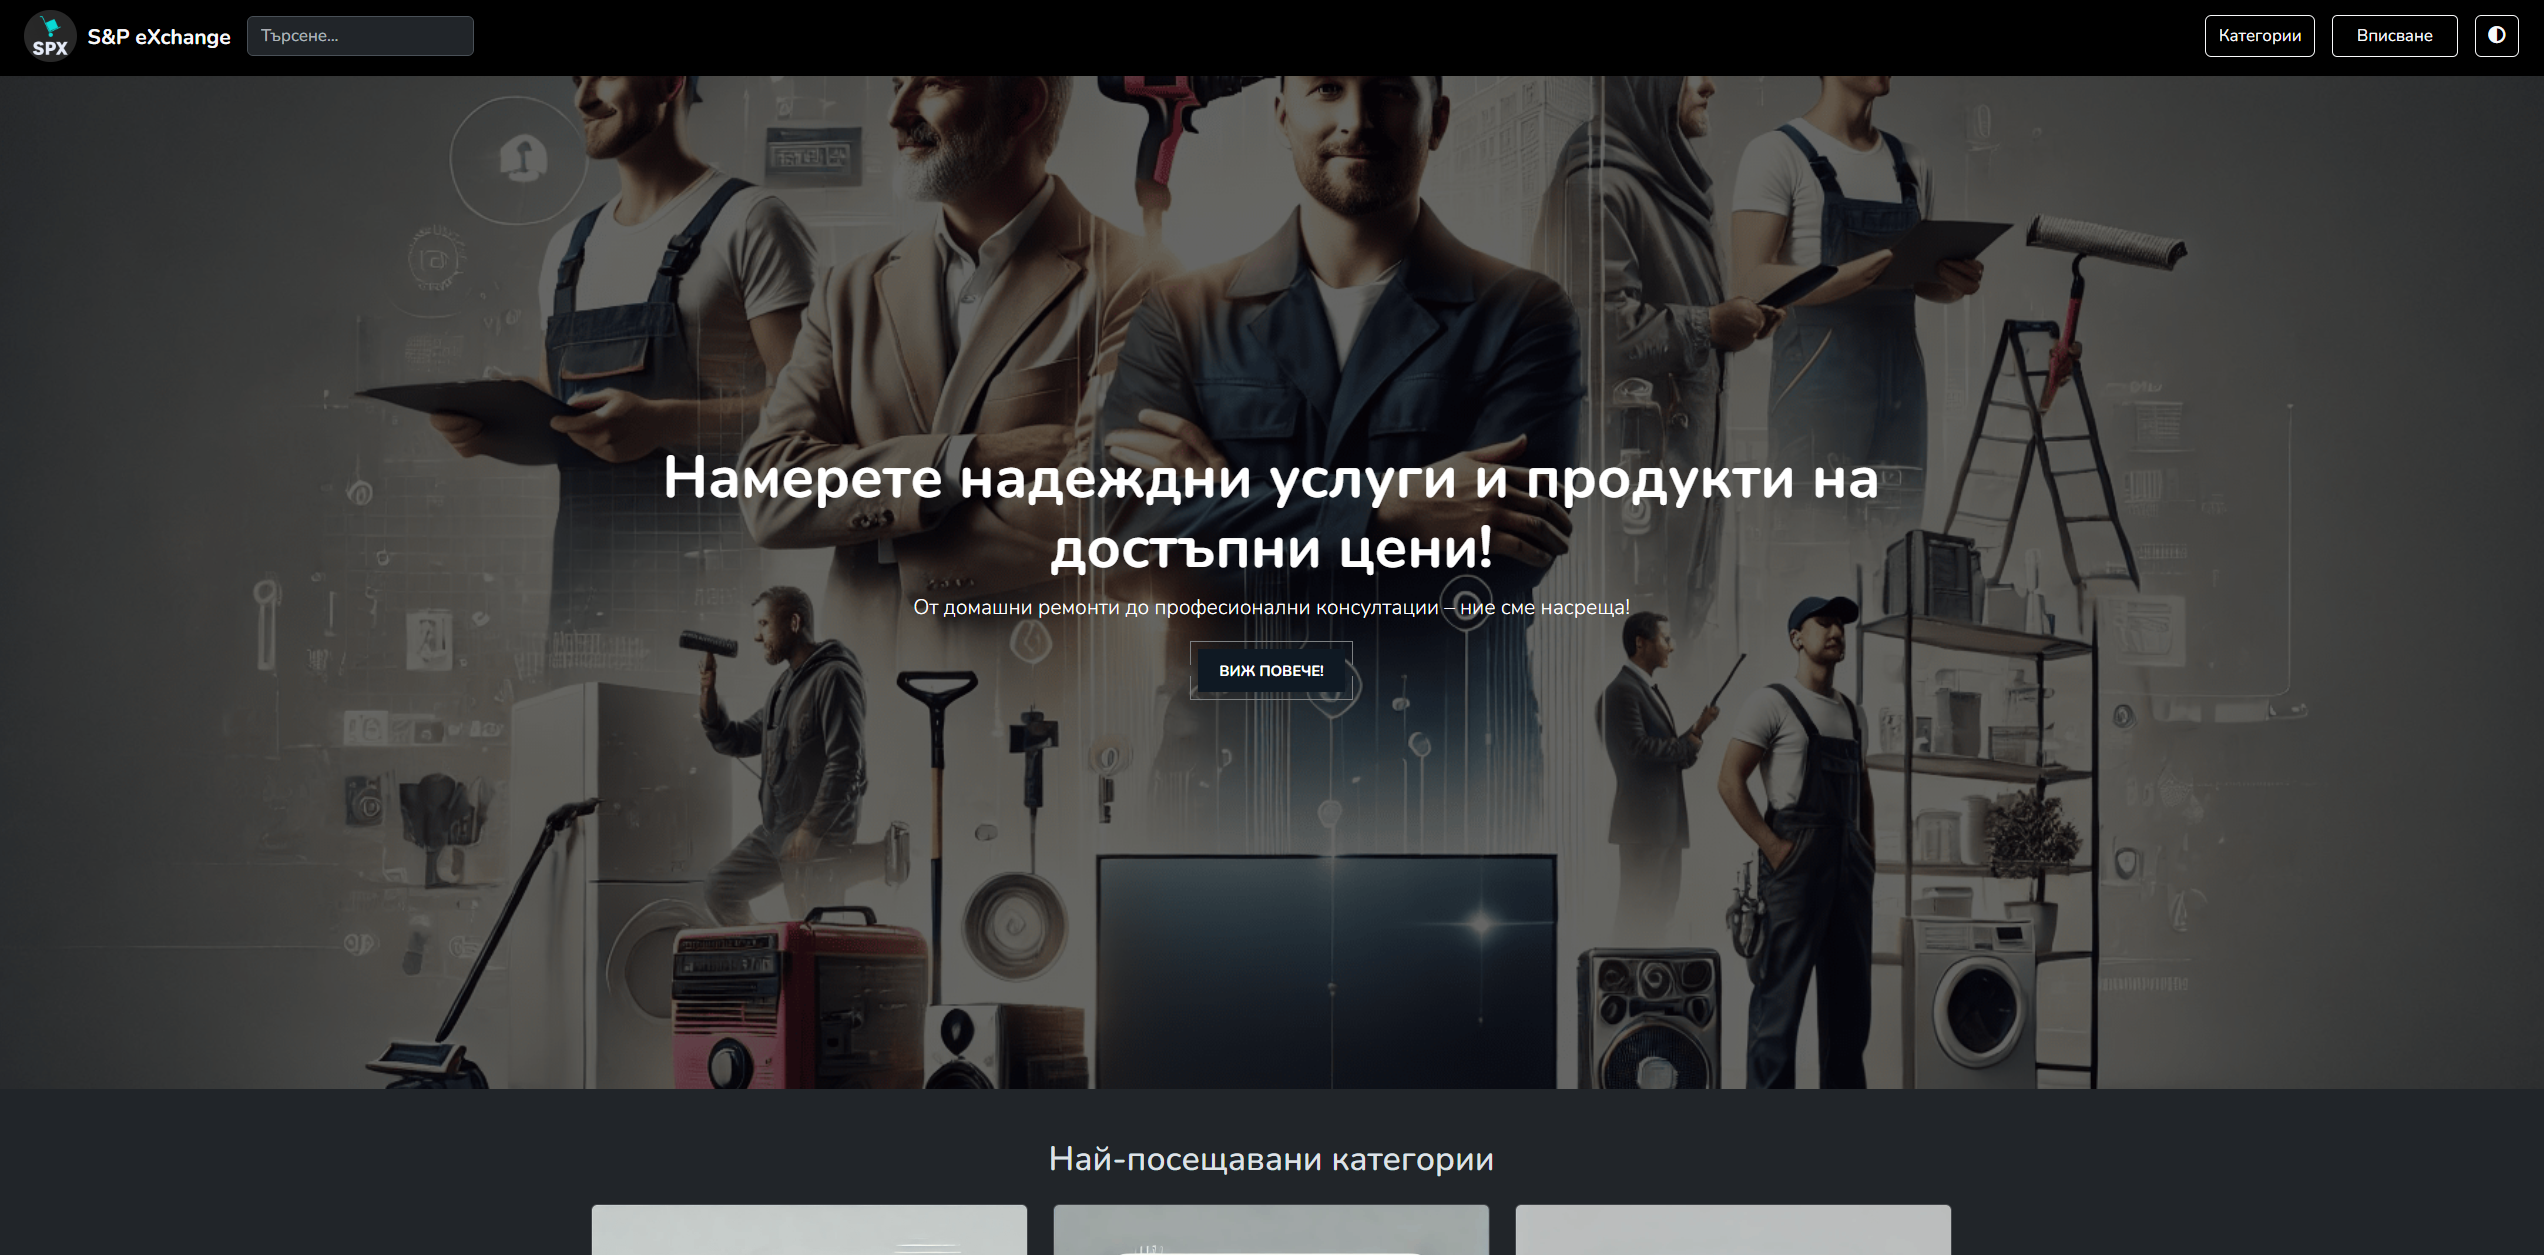 SPX
S&P eXchange
Търсене...
Категории
Вписване
Намерете надеждни услуги и продукти на
достъпни цени!
От домашни ремонти до професионални консултации – ние сме насреща!
ВИЖ ПОВЕЧЕ!
Най-посещавани категории